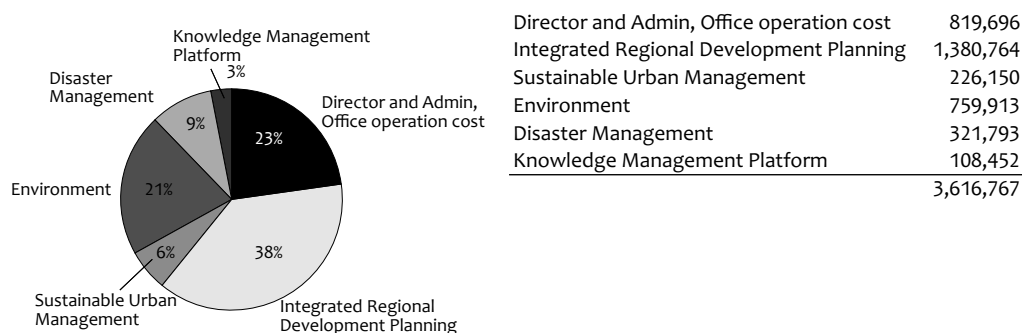 Knowledge Management
Platform
3%
Disaster
Management
9%
Director and Admin,
Office operation cost
23%
Environment
21%
6%
38%
Sustainable Urban
Management
Integrated Regional
Development Planning
Director and Admin, Office operation cost 819,696
Integrated Regional Development Planning 1,380,764
Sustainable Urban Management 226,150
Environment 759,913
Disaster Management 321,793
Knowledge Management Platform 108,452
3,616,767